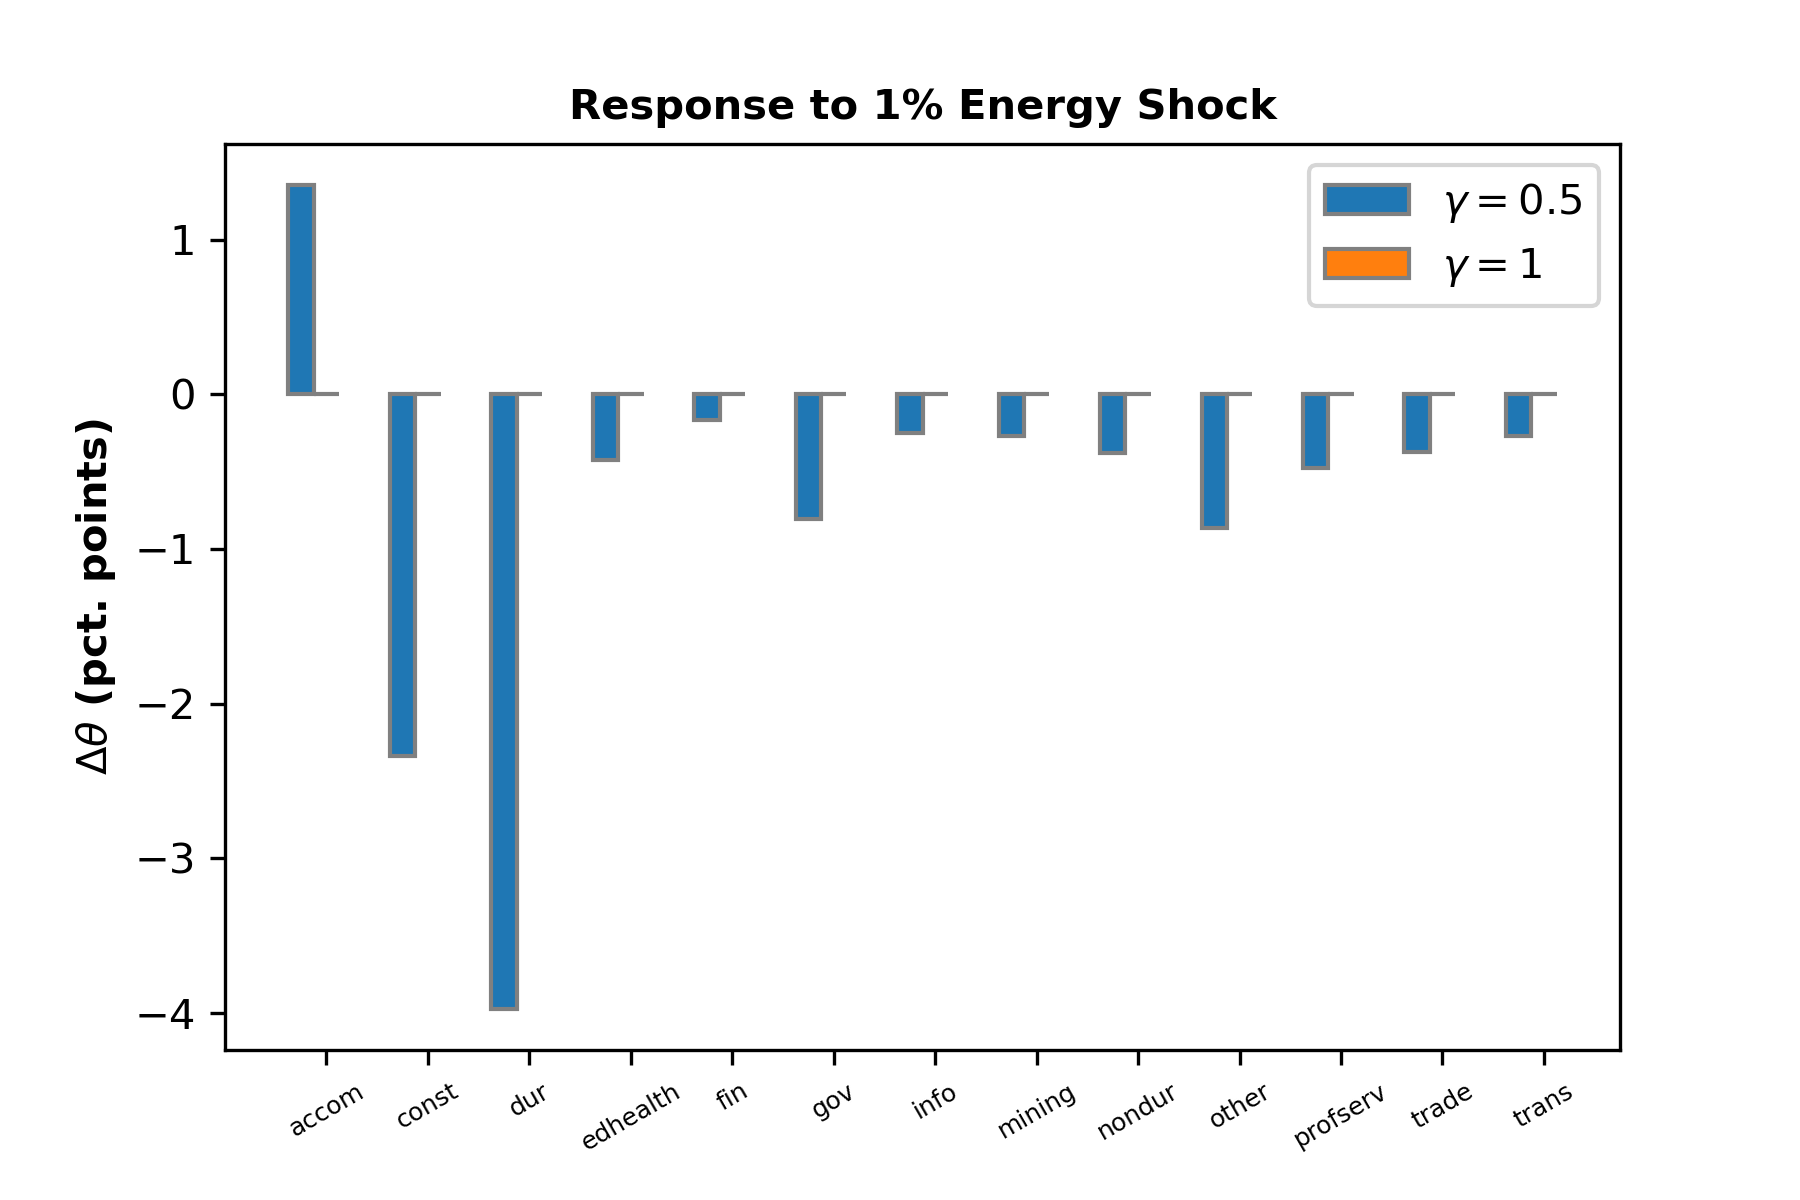 Response to 1% Energy Shock
γ = 0.5
γ = 1
Δθ (pct. points)
1
0
−1
−2
−3
−4
accom const dur edhealth fin gov info mining nondur other profserv trade trans